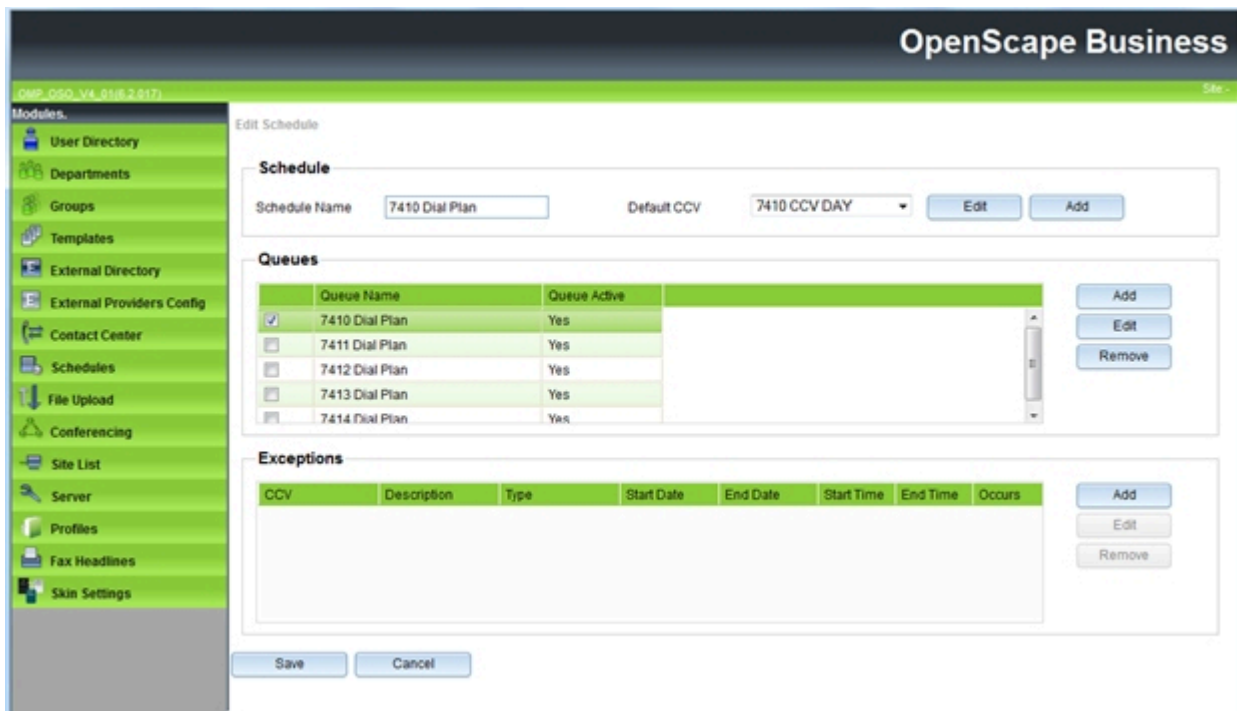 OpenScape Business
OMP_OSO_V4_01(6.2.017)
Site -
Modules.
User Directory
Departments
Groups
Templates
External Directory
External Providers Config
Contact Center
Schedules
File Upload
Conferencing
Site List
Server
Profiles
Fax Headlines
Skin Settings
Edit Schedule
Schedule
Schedule Name 7410 Dial Plan Default CCV 7410 CCV DAY Edit Add
Queues
Queue Name Queue Active
7410 Dial Plan Yes
7411 Dial Plan Yes
7412 Dial Plan Yes
7413 Dial Plan Yes
7414 Dial Plan Yes
Add
Edit
Remove
Exceptions
CCV Description Type Start Date End Date Start Time End Time Occurs
Add
Edit
Remove
Save Cancel